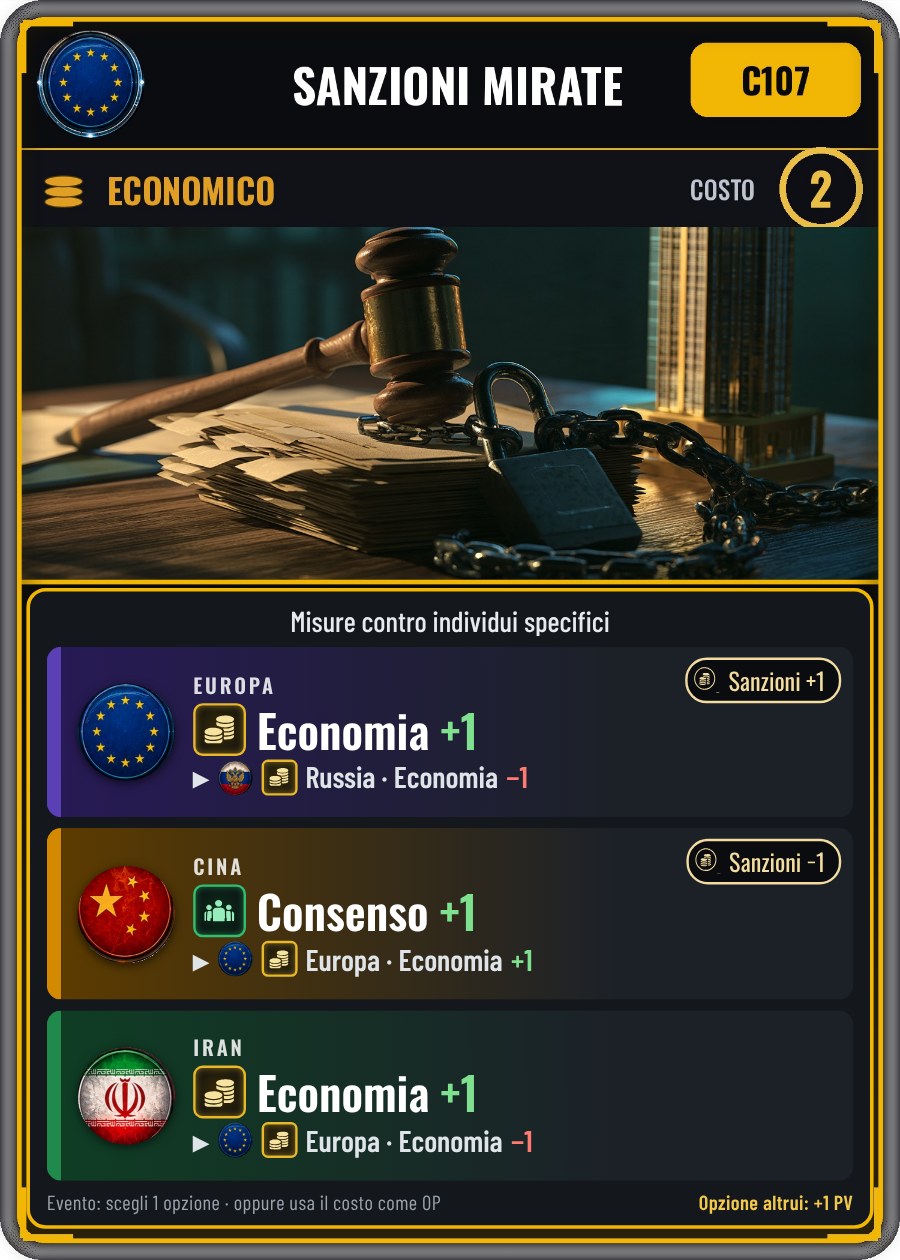 SANZIONI MIRATE
C107
ECONOMICO
COSTO
2
Misure contro individui specifici
EUROPA
Sanzioni +1
Economia +1
▶ Russia · Economia −1
CINA
Sanzioni −1
Consenso +1
▶ Europa · Economia +1
IRAN
Economia +1
▶ Europa · Economia −1
Evento: scegli 1 opzione · oppure usa il costo come OP
Opzione altrui: +1 PV